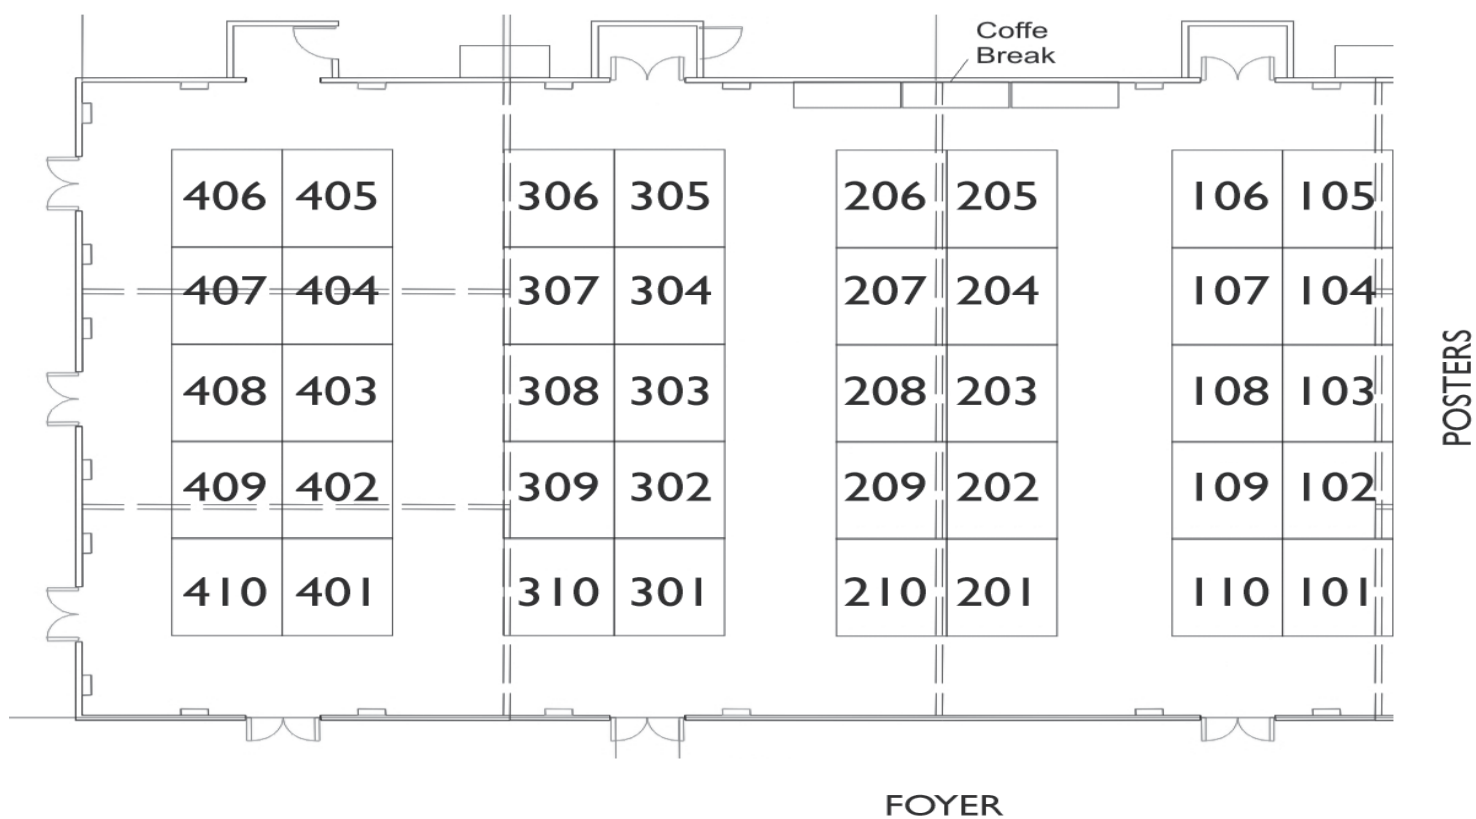 Coffe
Break
406 405 306 305 206 205 106 105
407 404 307 304 207 204 107 104
408 403 308 303 208 203 108 103
409 402 309 302 209 202 109 102
410 401 310 301 210 201 110 101
POSTERS
FOYER